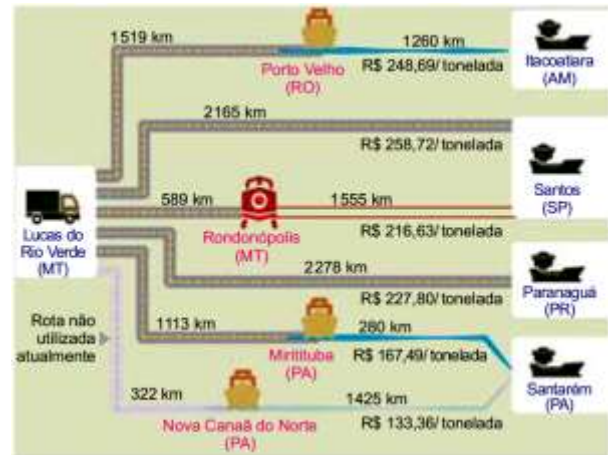 1519 km
1260 km
Porto Velho
(RO)
R$ 248,69/ tonelada
Itacoatiara
(AM)
2165 km
R$ 258,72/ tonelada
589 km
1555 km
Santos
(SP)
Lucas do
Rio Verde
(MT)
Rondonópolis
(MT)
R$ 216,63/ tonelada
2278 km
R$ 227,80/ tonelada
Paranaguá
(PR)
Rota não
utilizada
atualmente
1113 km
280 km
Miritituba
(PA)
R$ 167,49/ tonelada
Santarém
(PA)
322 km
1425 km
Nova Canaã do Norte
(PA)
R$ 133,36/ tonelada